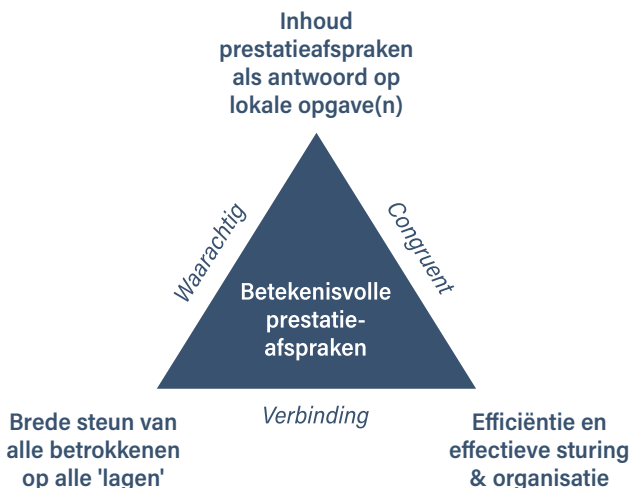 Inhoud
prestatieafspraken
als antwoord op
lokale opgave(n)
Waarachtig
Congruent
Betekenisvolle
prestatie-
afspraken
Verbinding
Brede steun van
alle betrokkenen
op alle 'lagen'
Efficiëntie en
effectieve sturing
& organisatie